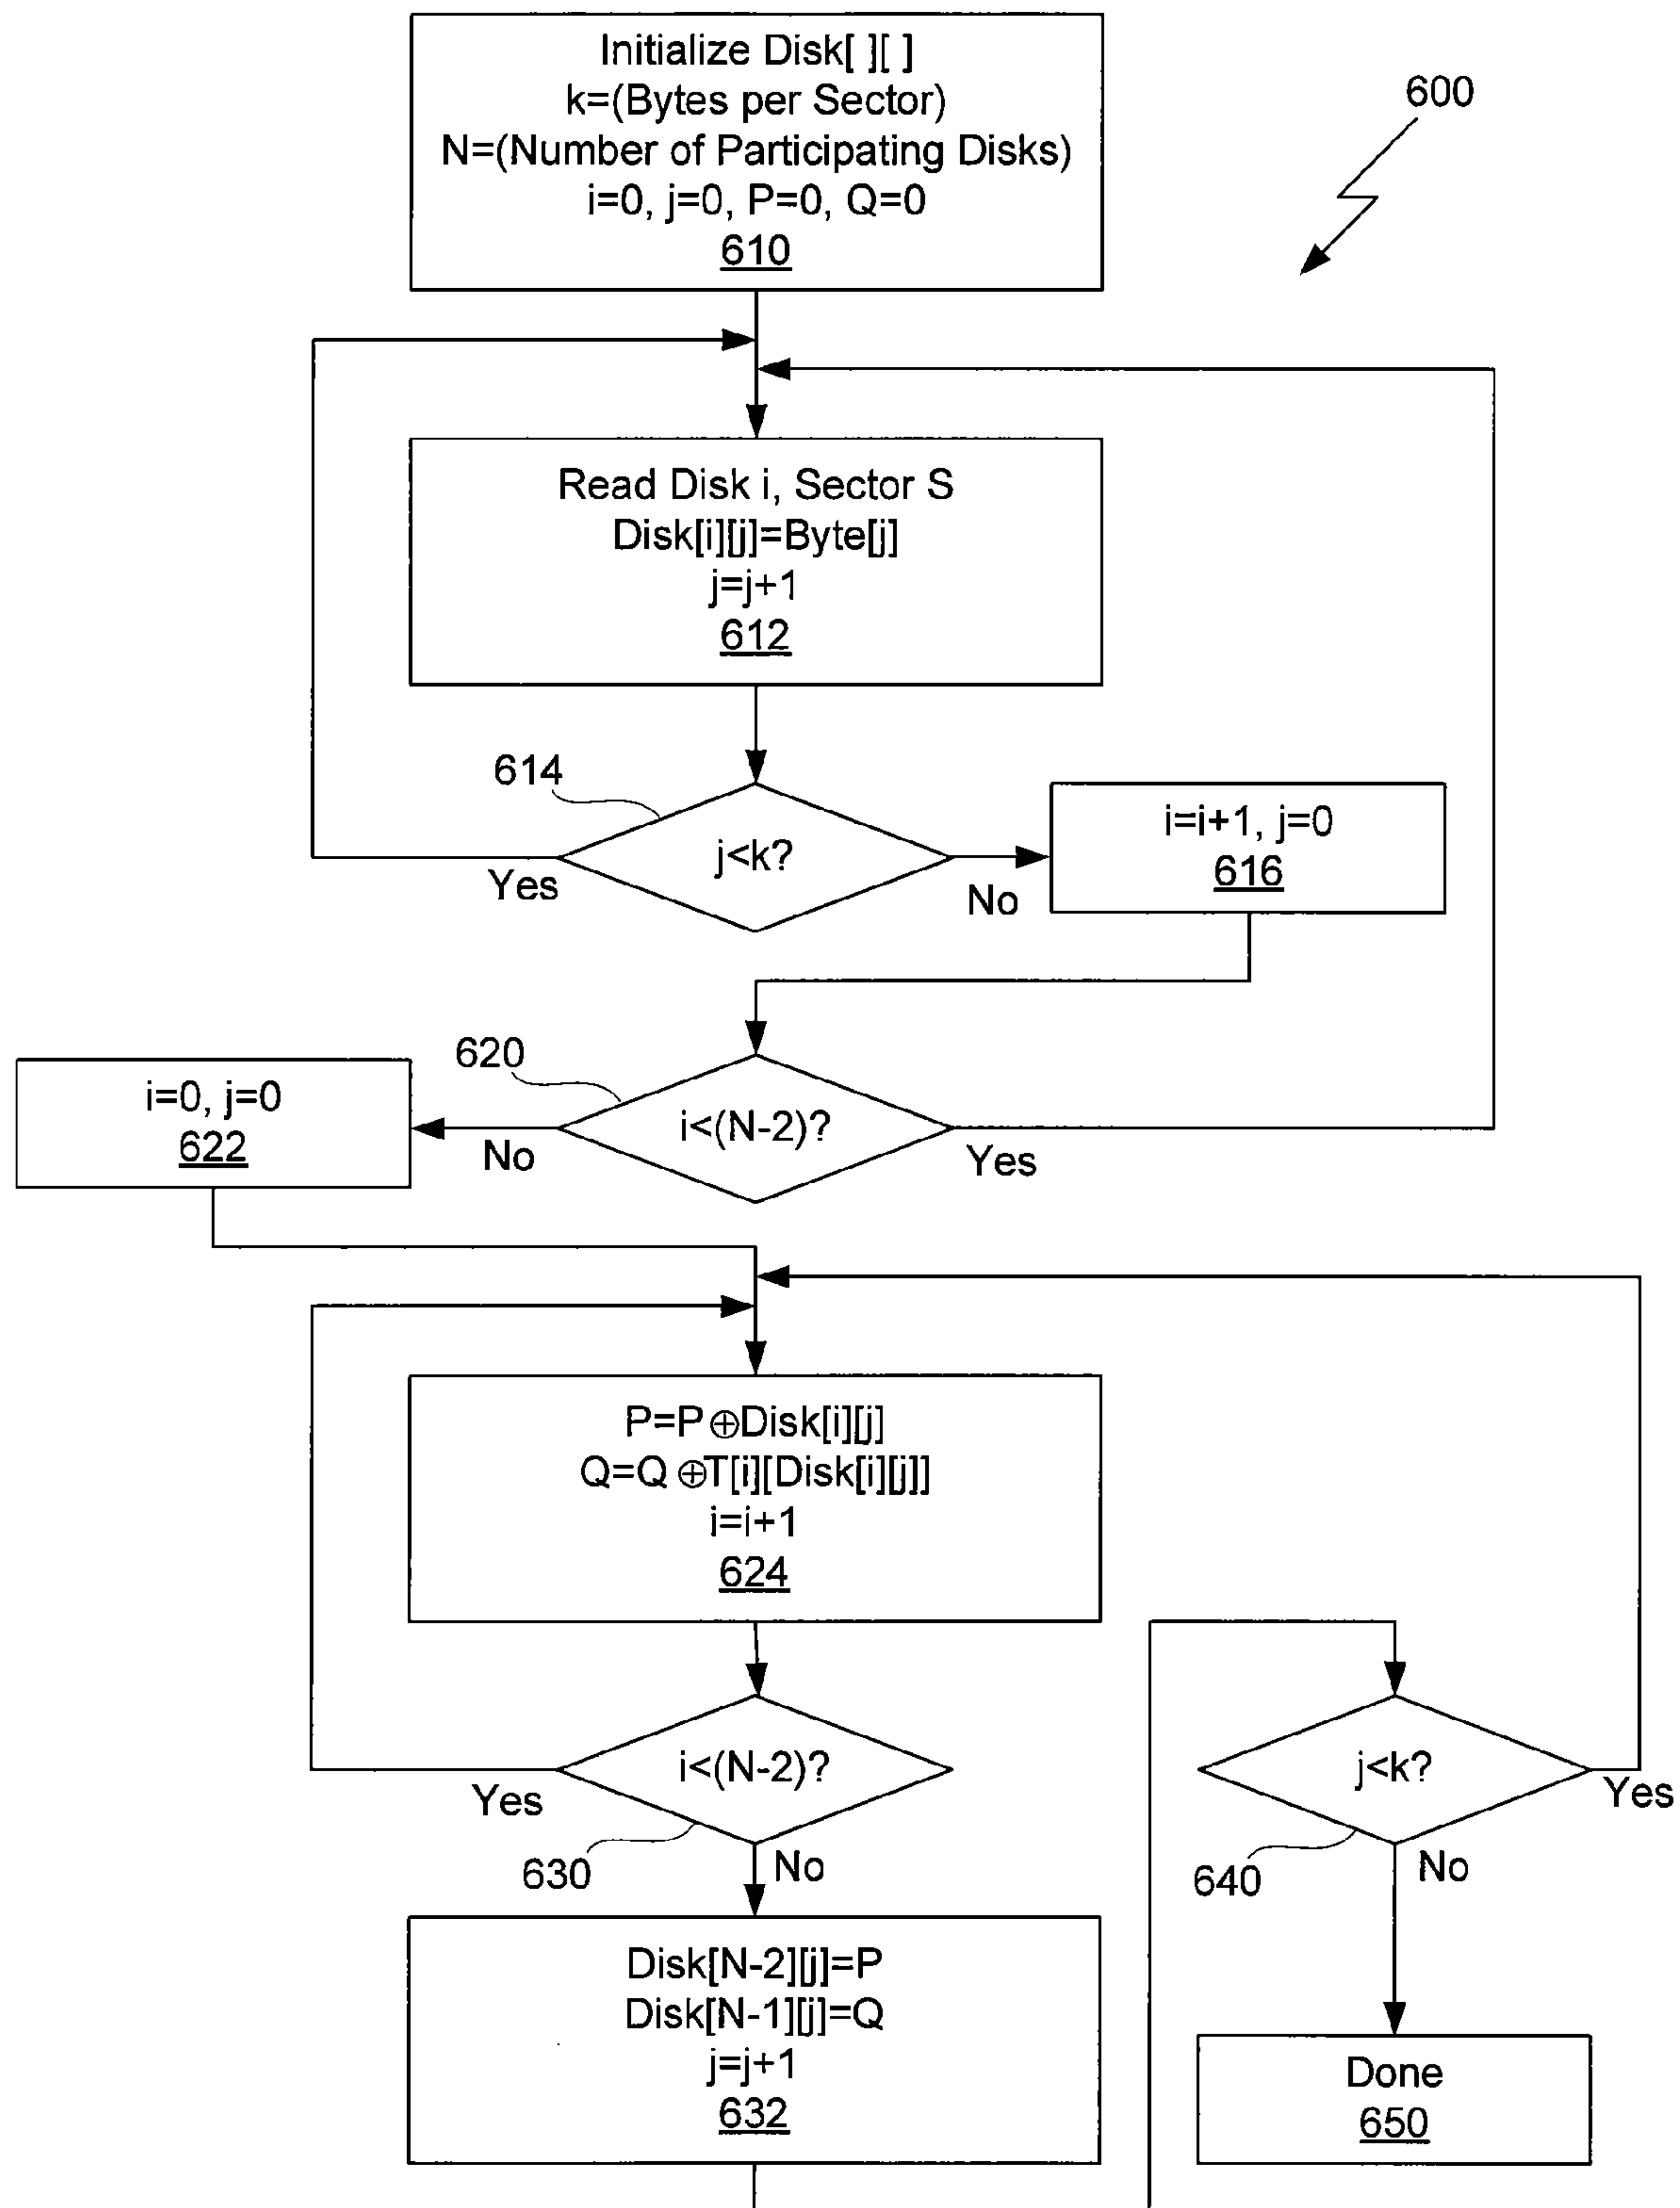 Initialize Disk[ ][ ]
k=(Bytes per Sector)
N=(Number of Participating Disks)
i=0, j=0, P=0, Q=0
610
600
Read Disk i, Sector S
Disk[i][j]=Byte[j]
j=j+1
612
614
j<k?
Yes
No
i=i+1, j=0
616
620
i<(N-2)?
No
Yes
i=0, j=0
622
P=P⊕Disk[i][j]
Q=Q⊕T[i][Disk[i][j]]
i=i+1
624
i<(N-2)?
Yes
630
No
j<k?
Yes
640
No
Disk[N-2][j]=P
Disk[N-1][j]=Q
j=j+1
632
Done
650